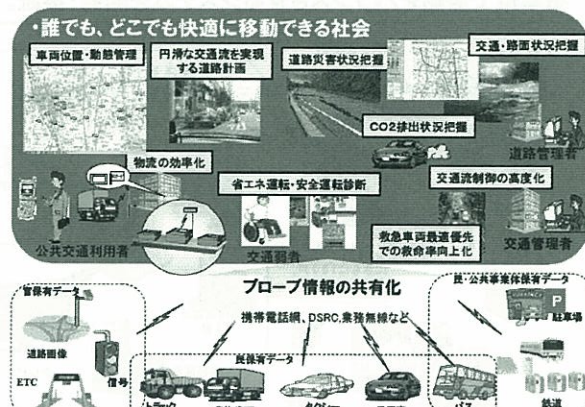 ・誰でも、どこでも快適に移動できる社会
車両位置・動態管理
円滑な交通流を実現
する道路計画
道路災害状況把握
交通・路面状況把握
CO2排出状況把握
道路管理者
物流の効率化
省エネ運転・安全運転診断
交通流制御の高度化
公共交通利用者
交通弱者
救急車両最適優先
での救命率向上化
交通管理者
プローブ情報の共有化
官保有データ
民・公共事業体保有データ
携帯電話網、DSRC,業務無線など
駐車場
道路画像
信号
民保有データ
ETC
トラック
タクシー
バス
鉄道